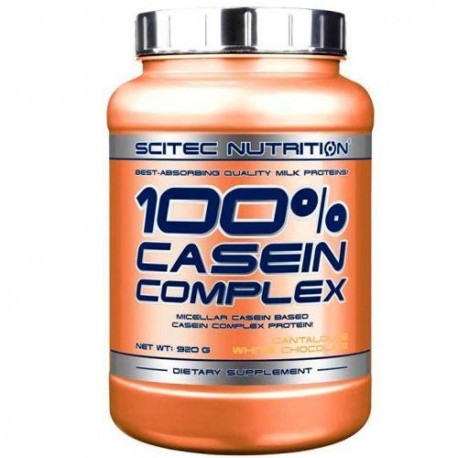 SCITEC NUTRITION®
BEST-ABSORBING QUALITY MILK PROTEINS!
100%
CASEIN
COMPLEX
MICELLAR CASEIN BASED
CASEIN COMPLEX PROTEIN!
CANTALOUPE
NET WT: 920 G
WHITE CHOCOLATE
DIETARY SUPPLEMENT